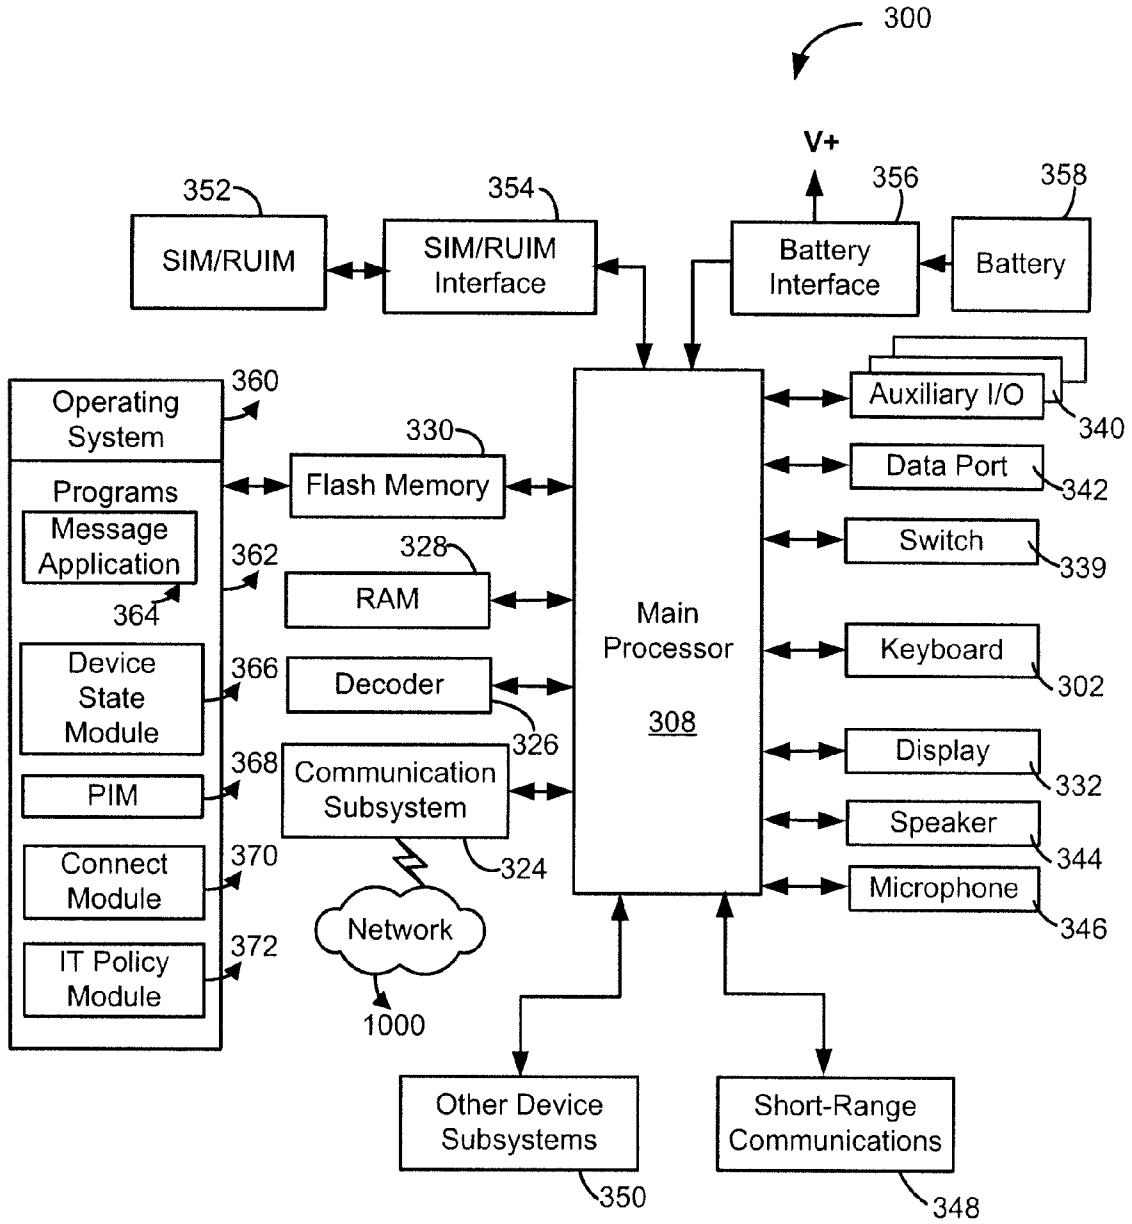 300
V+
352
354
356
358
SIM/RUIM
SIM/RUIM
Interface
Battery
Interface
Battery
360
Operating
System
Programs
Message
Application
364
362
Device
State
Module
366
PIM
368
Connect
Module
370
IT Policy
Module
372
330
Flash Memory
328
RAM
Decoder
326
Communication
Subsystem
324
Network
1000
Main
Processor
308
Auxiliary I/O
340
Data Port
342
Switch
339
Keyboard
302
Display
332
Speaker
344
Microphone
346
Other Device
Subsystems
350
Short-Range
Communications
348